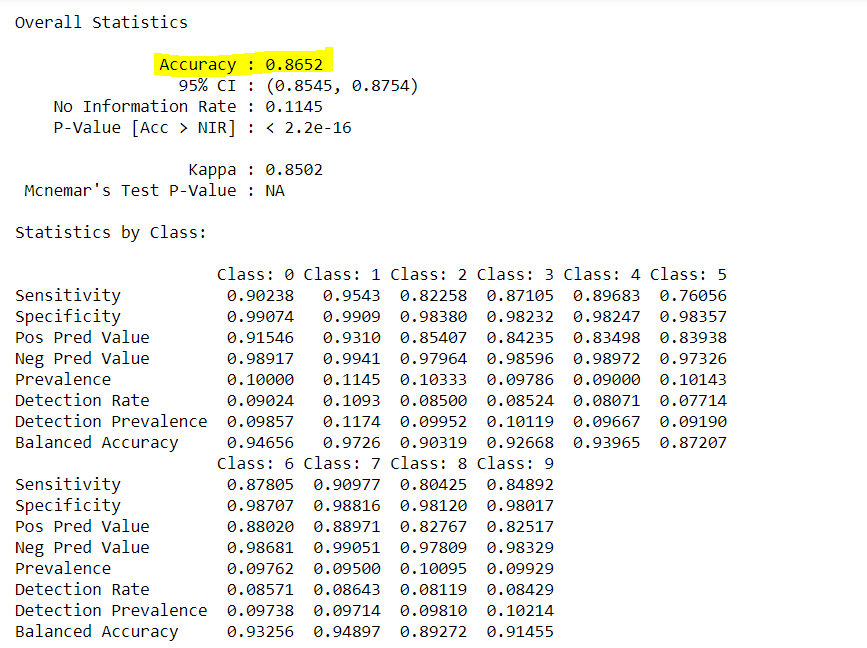 Overall Statistics
Accuracy : 0.8652
95% CI : (0.8545, 0.8754)
No Information Rate : 0.1145
P-Value [Acc > NIR] : < 2.2e-16
Kappa : 0.8502
Mcnemar's Test P-Value : NA
Statistics by Class:
Class: 0 Class: 1 Class: 2 Class: 3 Class: 4 Class: 5
Sensitivity 0.90238 0.9543 0.82258 0.87105 0.89683 0.76056
Specificity 0.99074 0.9909 0.98380 0.98232 0.98247 0.98357
Pos Pred Value 0.91546 0.9310 0.85407 0.84235 0.83498 0.83938
Neg Pred Value 0.98917 0.9941 0.97964 0.98596 0.98972 0.97326
Prevalence 0.10000 0.1145 0.10333 0.09786 0.09000 0.10143
Detection Rate 0.09024 0.1093 0.08500 0.08524 0.08071 0.07714
Detection Prevalence 0.09857 0.1174 0.09952 0.10119 0.09667 0.09190
Balanced Accuracy 0.94656 0.9726 0.90319 0.92668 0.93965 0.87207
Class: 6 Class: 7 Class: 8 Class: 9
Sensitivity 0.87805 0.90977 0.80425 0.84892
Specificity 0.98707 0.98816 0.98120 0.98017
Pos Pred Value 0.88020 0.88971 0.82767 0.82517
Neg Pred Value 0.98681 0.99051 0.97809 0.98329
Prevalence 0.09762 0.09500 0.10095 0.09929
Detection Rate 0.08571 0.08643 0.08119 0.08429
Detection Prevalence 0.09738 0.09714 0.09810 0.10214
Balanced Accuracy 0.93256 0.94897 0.89272 0.91455